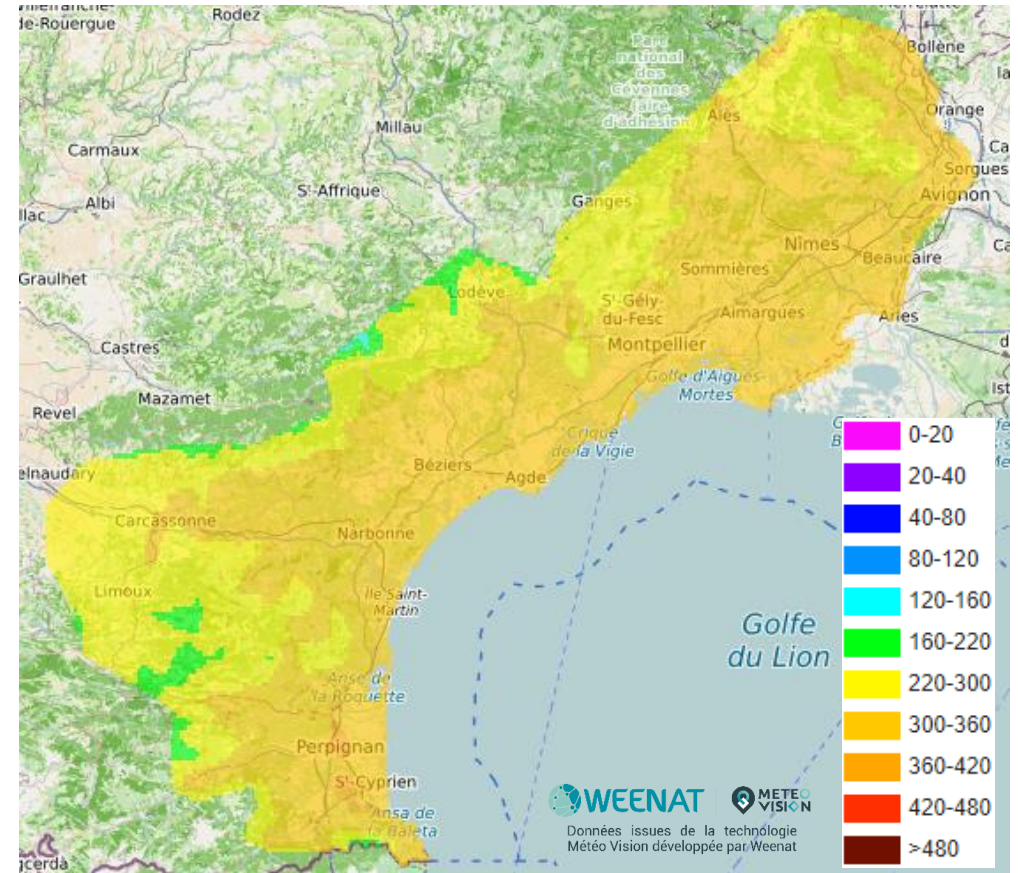 de-Rouergue
Rodez
Bollène
Parc
national
des
Cévennes
(aire
d'adhésion)
Alès
Orange
Millau
Carmaux
Sorgues
St-Affrique
Albi
Ganges
Avignon
Nîmes
Beaucaire
Graulhet
Sommières
Lodève
St-Gély-
du-Fesc
Aimargues
Arles
Montpellier
Castres
Golfe d'Aigues-
Mortes
Mazamet
Revel
Crique
de la Vigie
Béziers
elnaudary
Agde
Carcassonne
Narbonne
Limoux
Île Saint-
Martin
Golfe
du Lion
Anse de
la Roquette
Perpignan
St-Cyprien
Ansa de
la Baleta
0-20
20-40
40-80
80-120
120-160
160-220
220-300
300-360
360-420
420-480
>480
WEENAT
METEO
VISION
Données issues de la technologie
Météo Vision développée par Weenat